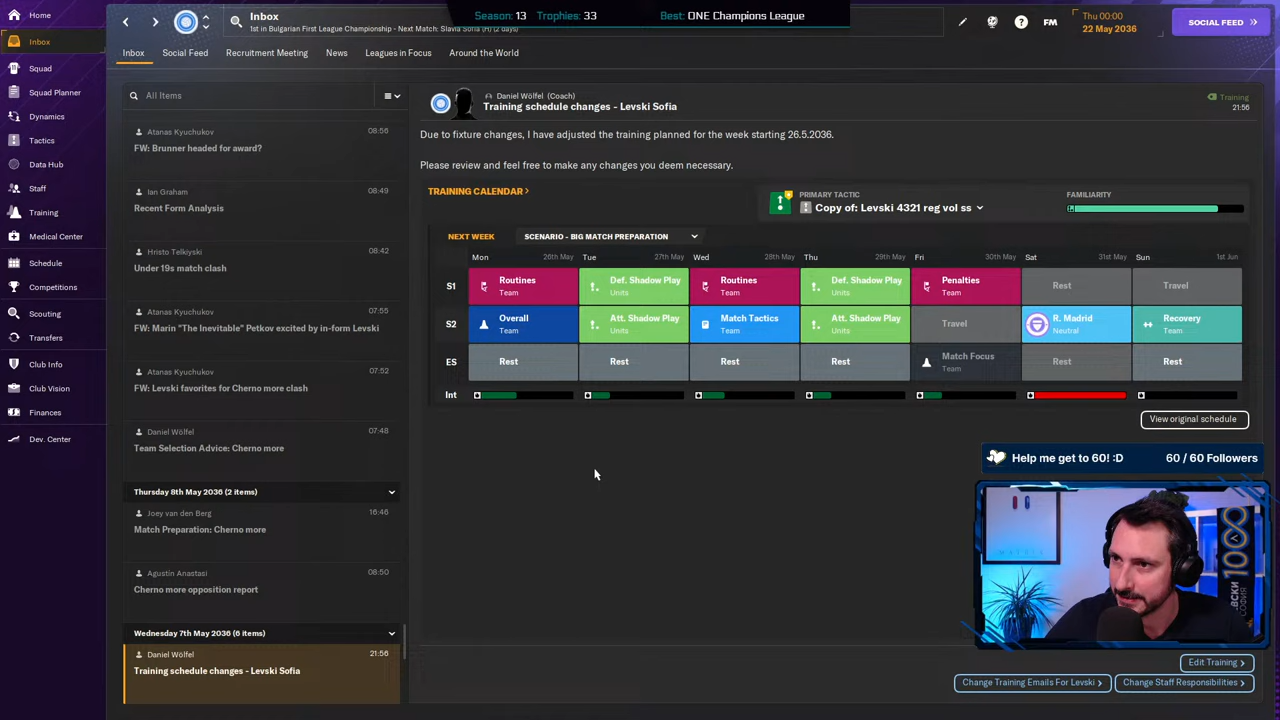 Season: 13 Trophies: 33 Best: ONE Champions League
Home
Inbox
Squad
Squad Planner
Dynamics
Tactics
Data Hub
Staff
Training
Medical Center
Schedule
Competitions
Scouting
Transfers
Club Info
Club Vision
Finances
Dev. Center
Inbox
1st in Bulgarian First League Championship - Next Match: Slavia Sofia (H) (2 days)
FM
Thu 00:00
22 May 2036
SOCIAL FEED
Inbox Social Feed Recruitment Meeting News Leagues in Focus Around the World
All Items
Atanas Kyuchukov 08:56
FW: Brunner headed for award?
Ian Graham 08:49
Recent Form Analysis
Hristo Telkiyski 08:42
Under 19s match clash
Atanas Kyuchukov 07:55
FW: Marin "The Inevitable" Petkov excited by in-form Levski
Atanas Kyuchukov 07:52
FW: Levski favorites for Cherno more clash
Daniel Wölfel 07:48
Team Selection Advice: Cherno more
Thursday 8th May 2036 (2 items)
Joey van den Berg 16:46
Match Preparation: Cherno more
Agustin Anastasi 08:50
Cherno more opposition report
Wednesday 7th May 2036 (6 items)
Daniel Wölfel 21:56
Training schedule changes - Levski Sofia
Daniel Wölfel (Coach)
Training schedule changes - Levski Sofia
Training
21:56
Due to fixture changes, I have adjusted the training planned for the week starting 26.5.2036.
Please review and feel free to make any changes you deem necessary.
TRAINING CALENDAR
PRIMARY TACTIC
Copy of: Levski 4321 reg vol ss
FAMILIARITY
NEXT WEEK SCENARIO - BIG MATCH PREPARATION
Mon 26th May Tue 27th May Wed 28th May Thu 29th May Fri 30th May Sat 31st May Sun 1st Jun
S1 Routines Def. Shadow Play Routines Def. Shadow Play Penalties Rest Travel
Team Units Team Units Team
S2 Overall Att. Shadow Play Match Tactics Att. Shadow Play Travel R. Madrid Recovery
Team Units Team Units Neutral Team
ES Rest Rest Rest Rest Match Focus Rest Rest
Team
Int
View original schedule
Help me get to 60! :D 60 / 60 Followers
Edit Training
Change Training Emails For Levski Change Staff Responsibilities